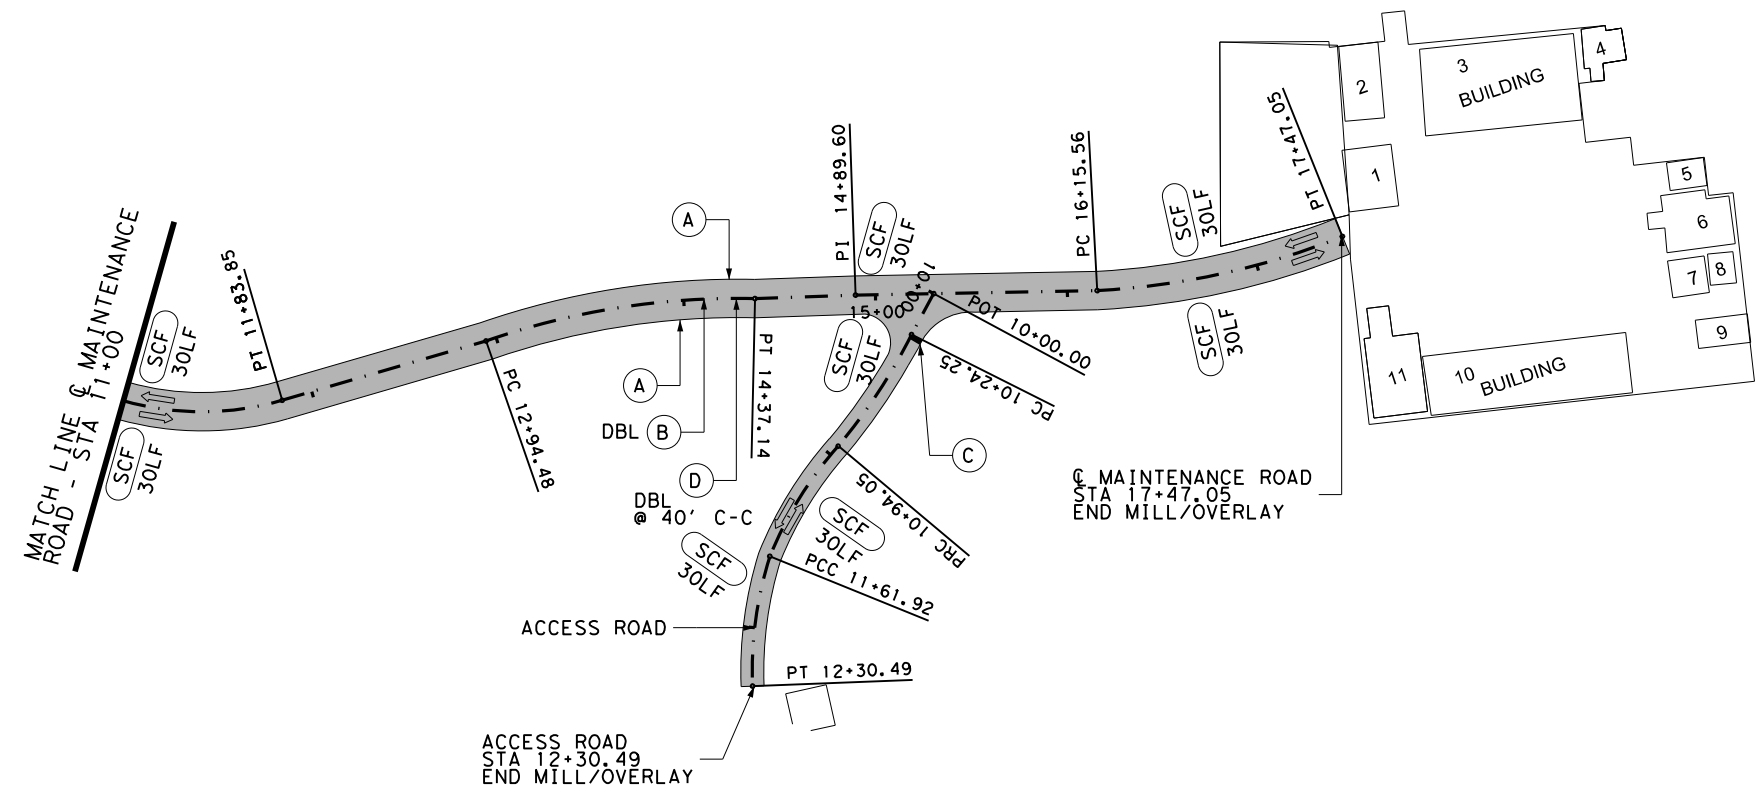 MATCH LINE ℄ MAINTENANCE
ROAD - STA 11+00
SCF
30LF
SCF
30LF
PT 11+83.85
PC 12+94.48
A
A
DBL B
D
DBL
@ 40' C-C
PT 14+37.14
PI 14+89.60
SCF
30LF
15+00
10+00
SCF
30LF
POT 10+00.00
PC 10+24.25
C
PRC 10+94.05
SCF
30LF
SCF
30LF
PCC 11+61.92
ACCESS ROAD
PT 12+30.49
ACCESS ROAD
STA 12+30.49
END MILL/OVERLAY
PC 16+15.56
SCF
30LF
SCF
30LF
PT 17+47.05
℄ MAINTENANCE ROAD
STA 17+47.05
END MILL/OVERLAY
1
2
3
BUILDING
4
5
6
7
8
9
10
BUILDING
11